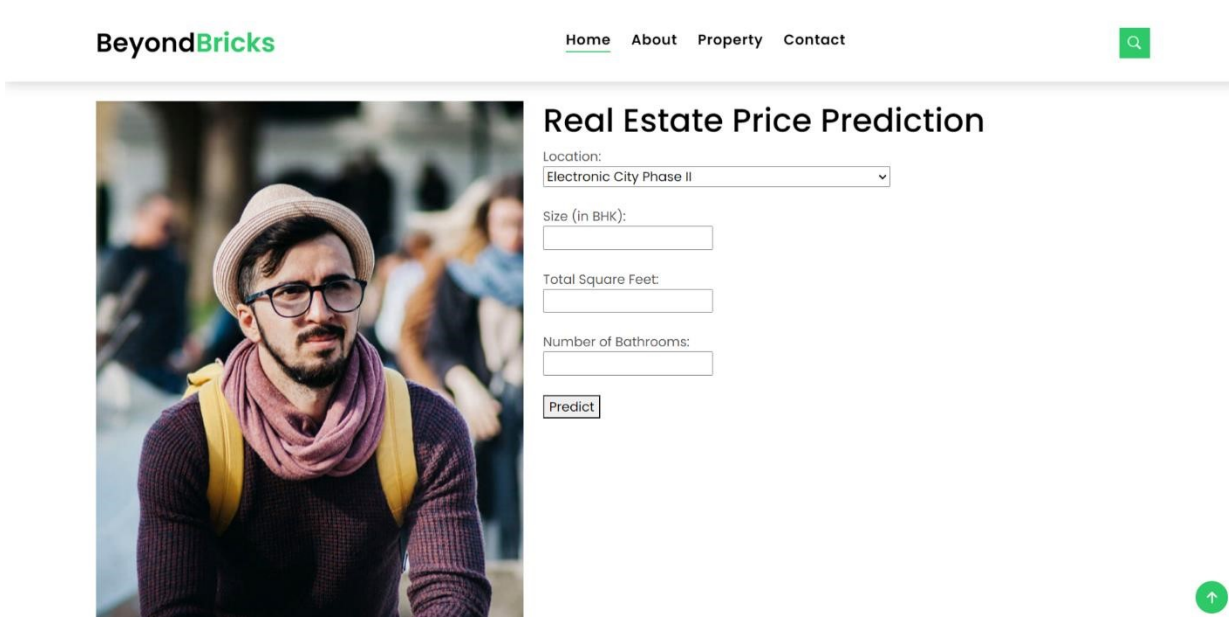 BeyondBricks
Home About Property Contact
Real Estate Price Prediction
Location:
Electronic City Phase II
Size (in BHK):
Total Square Feet:
Number of Bathrooms:
Predict